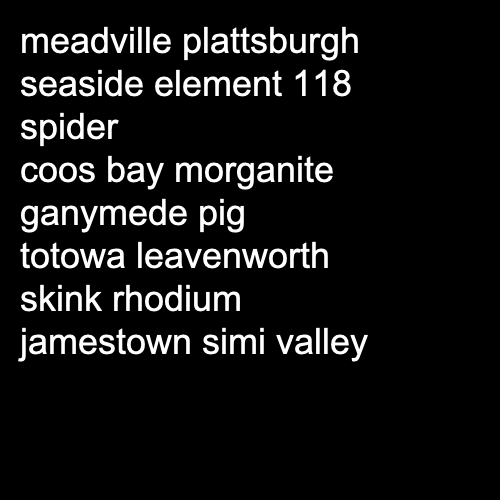 meadville plattsburgh
seaside element 118
spider
coos bay morganite
ganymede pig
totowa leavenworth
skink rhodium
jamestown simi valley